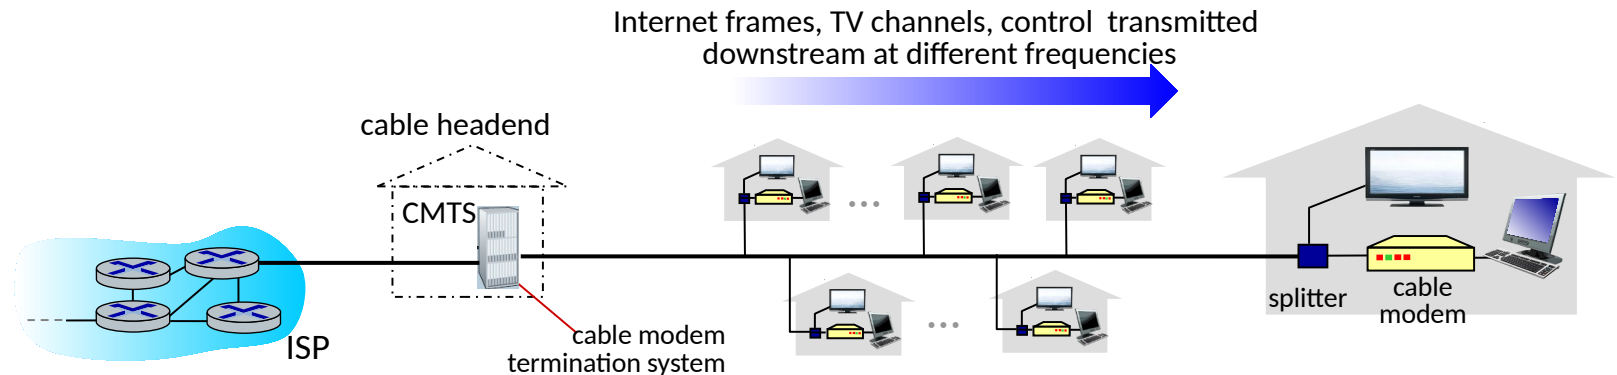 Internet frames, TV channels, control transmitted
downstream at different frequencies
cable headend
CMTS
ISP
cable modem
termination system
splitter
cable
modem